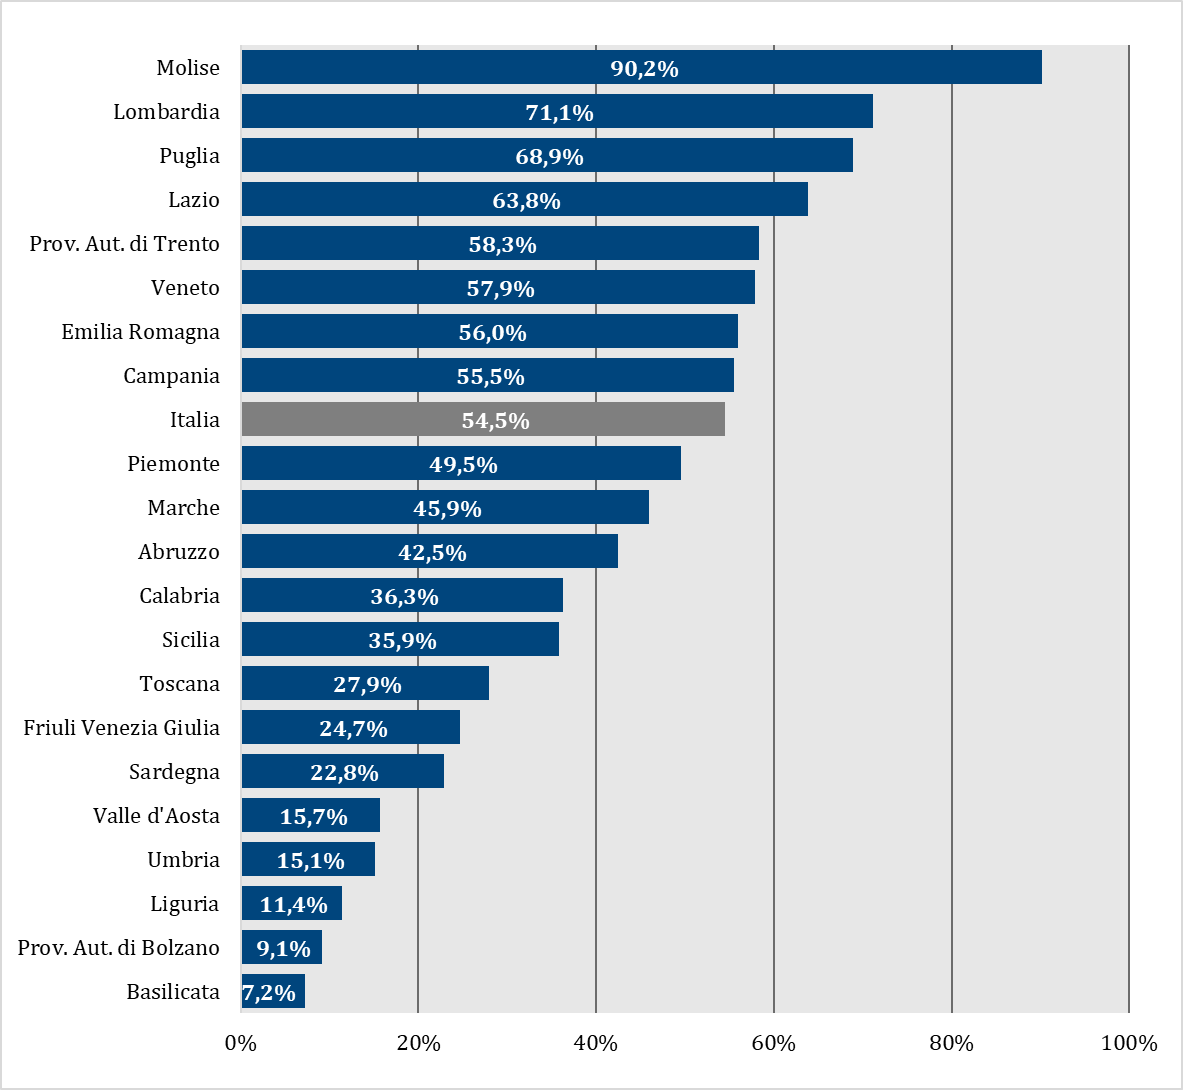 Molise 90,2%
Lombardia 71,1%
Puglia 68,9%
Lazio 63,8%
Prov. Aut. di Trento 58,3%
Veneto 57,9%
Emilia Romagna 56,0%
Campania 55,5%
Italia 54,5%
Piemonte 49,5%
Marche 45,9%
Abruzzo 42,5%
Calabria 36,3%
Sicilia 35,9%
Toscana 27,9%
Friuli Venezia Giulia 24,7%
Sardegna 22,8%
Valle d'Aosta 15,7%
Umbria 15,1%
Liguria 11,4%
Prov. Aut. di Bolzano 9,1%
Basilicata 7,2%
0% 20% 40% 60% 80% 100%